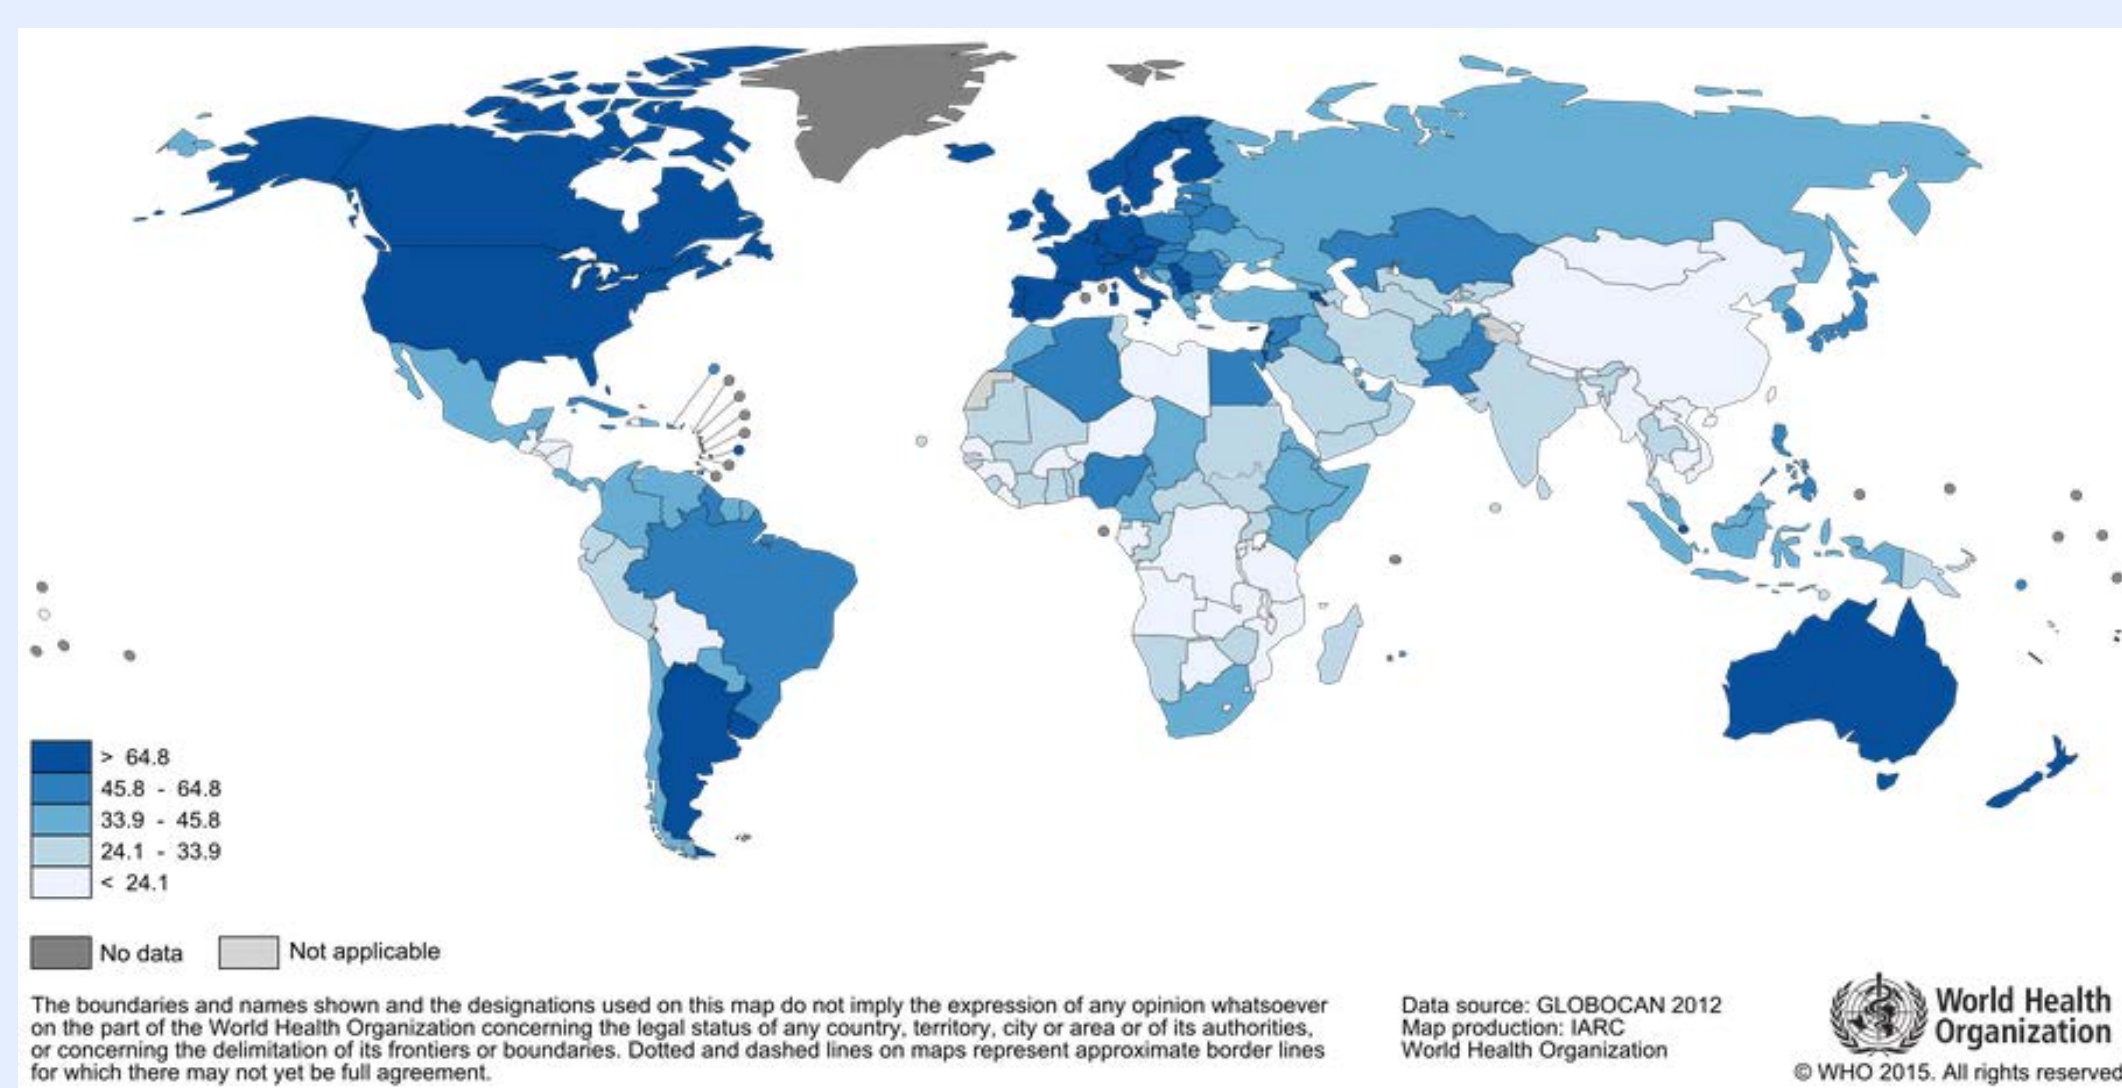 > 64.8
45.8 - 64.8
33.9 - 45.8
24.1 - 33.9
< 24.1
No data
Not applicable
The boundaries and names shown and the designations used on this map do not imply the expression of any opinion whatsoever
on the part of the World Health Organization concerning the legal status of any country, territory, city or area or of its authorities,
or concerning the delimitation of its frontiers or boundaries. Dotted and dashed lines on maps represent approximate border lines
for which there may not yet be full agreement.
Data source: GLOBOCAN 2012
Map production: IARC
World Health Organization
World Health
Organization
© WHO 2015. All rights reserved